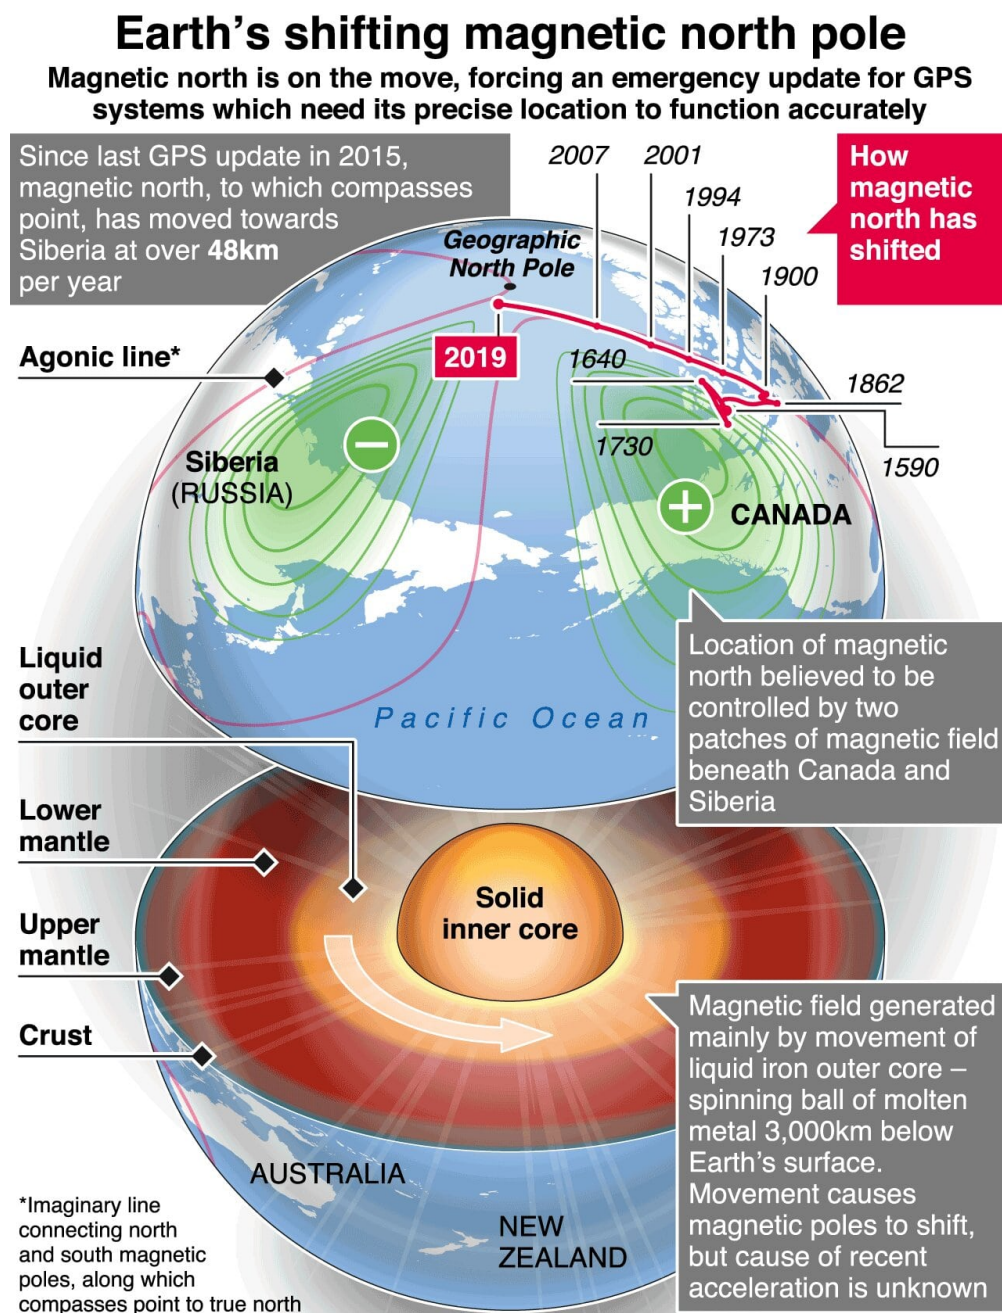 Earth's shifting magnetic north pole
Magnetic north is on the move, forcing an emergency update for GPS
systems which need its precise location to function accurately
Since last GPS update in 2015,
magnetic north, to which compasses
point, has moved towards
Siberia at over 48km
per year
2007
2001
1994
1973
1900
How
magnetic
north has
shifted
Geographic
North Pole
Agonic line*
2019
1640
1862
1730
1590
Siberia
(RUSSIA)
−
+
CANADA
Location of magnetic
north believed to be
controlled by two
patches of magnetic field
beneath Canada and
Siberia
Pacific Ocean
Liquid
outer
core
Lower
mantle
Upper
mantle
Crust
Solid
inner core
Magnetic field generated
mainly by movement of
liquid iron outer core –
spinning ball of molten
metal 3,000km below
Earth's surface.
Movement causes
magnetic poles to shift,
but cause of recent
acceleration is unknown
AUSTRALIA
NEW
ZEALAND
*Imaginary line
connecting north
and south magnetic
poles, along which
compasses point to true north